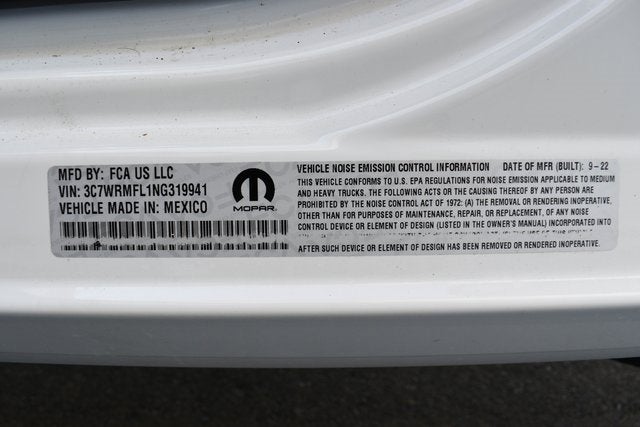 MFD BY: FCA US LLC
VIN: 3C7WRMFL1NG319941
VEHICLE MADE IN: MEXICO
MOPAR
VEHICLE NOISE EMISSION CONTROL INFORMATION DATE OF MFR (BUILT): 9-22
THIS VEHICLE CONFORMS TO U.S. EPA REGULATIONS FOR NOISE EMISSION APPLICABLE TO MEDIUM
AND HEAVY TRUCKS. THE FOLLOWING ACTS OR THE CAUSING THEREOF BY ANY PERSON ARE
PROHIBITED BY THE NOISE CONTROL ACT OF 1972: (A) THE REMOVAL OR RENDERING INOPERATIVE,
OTHER THAN FOR PURPOSES OF MAINTENANCE, REPAIR, OR REPLACEMENT, OF ANY NOISE
CONTROL DEVICE OR ELEMENT OF DESIGN (LISTED IN THE OWNER'S MANUAL) INCORPORATED INTO
AFTER SUCH DEVICE OR ELEMENT OF DESIGN HAS BEEN REMOVED OR RENDERED INOPERATIVE.